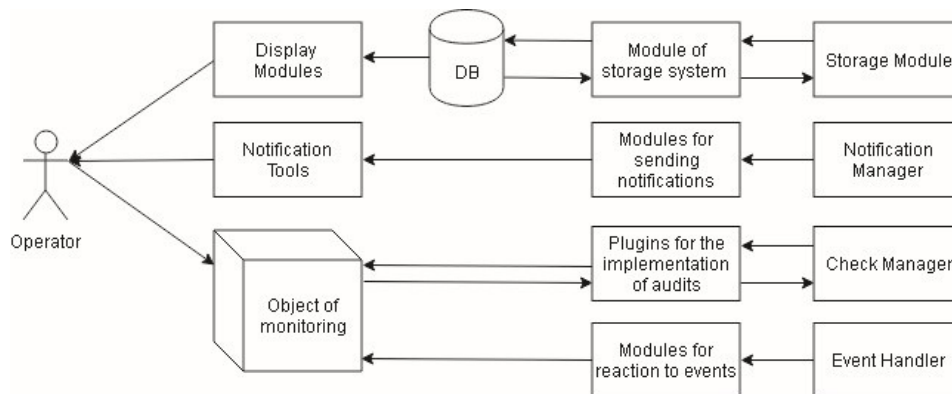 Display
Modules
DB
Module of
storage system
Storage Module
Notification
Tools
Modules for
sending
notifications
Notification
Manager
Operator
Object of
monitoring
Plugins for the
implementation
of audits
Check Manager
Modules for
reaction to events
Event Handler